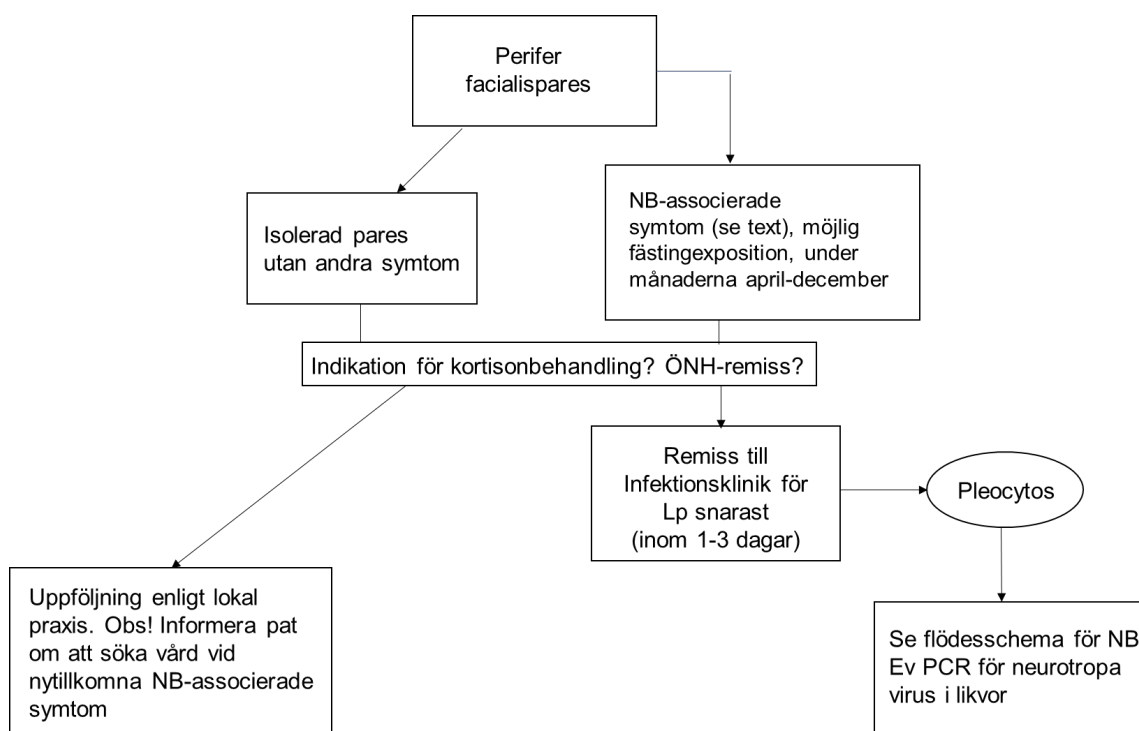 Perifer
facialispares
Isolerad pares
utan andra symtom
NB-associerade
symtom (se text), möjlig
fästingexposition, under
månaderna april-december
Indikation för kortisonbehandling? ÖNH-remiss?
Remiss till
Infektionsklinik för
Lp snarast
(inom 1-3 dagar)
Pleocytos
Uppföljning enligt lokal
praxis. Obs! Informera pat
om att söka vård vid
nytillkomna NB-associerade
symtom
Se flödesschema för NB
Ev PCR för neurotropa
virus i likvor